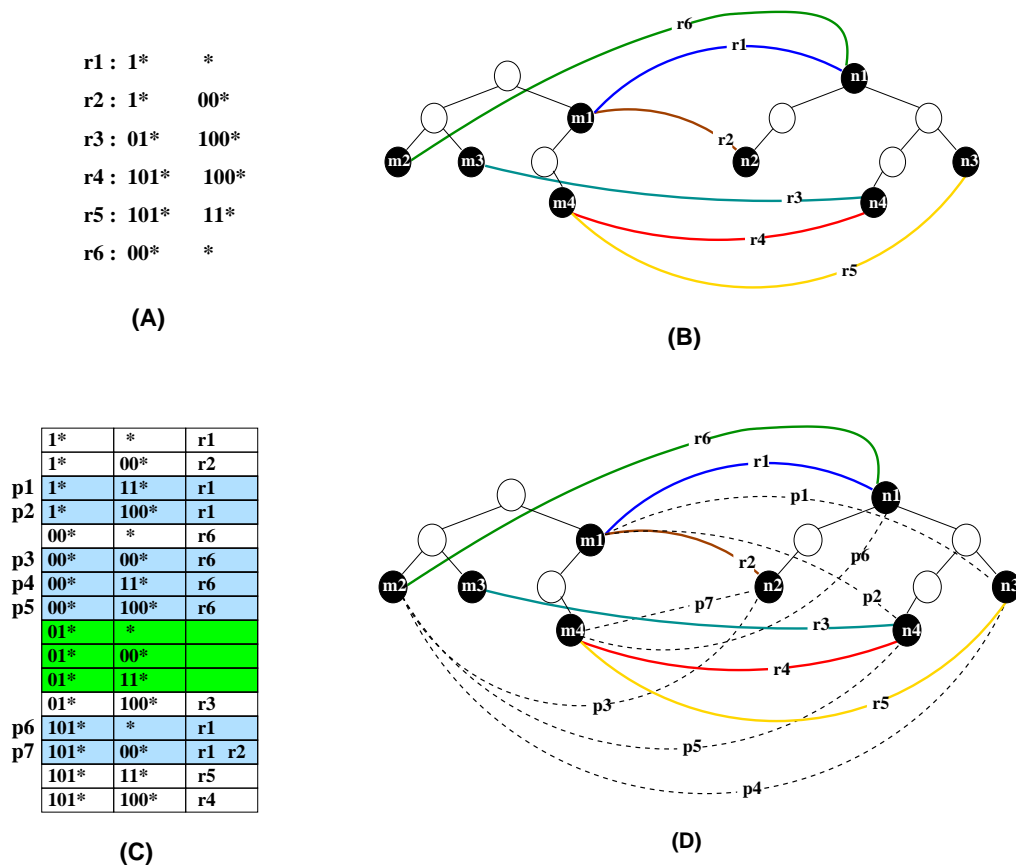 r1 : 1* *
r2 : 1* 00*
r3 : 01* 100*
r4 : 101* 100*
r5 : 101* 11*
r6 : 00* *
(A)
r6
r1
n1
m1
r2
m2
m3
n2
n3
m4
r3
n4
r4
r5
(B)
1* * r1
1* 00* r2
p1 1* 11* r1
p2 1* 100* r1
00* * r6
p3 00* 00* r6
p4 00* 11* r6
p5 00* 100* r6
01* *
01* 00*
01* 11*
01* 100* r3
p6 101* * r1
p7 101* 00* r1 r2
101* 11* r5
101* 100* r4
(C)
r6
r1
p1
n1
m1
r2
p6
m2
m3
n2
n3
p7
p2
m4
r3
n4
r4
p3
r5
p5
p4
(D)